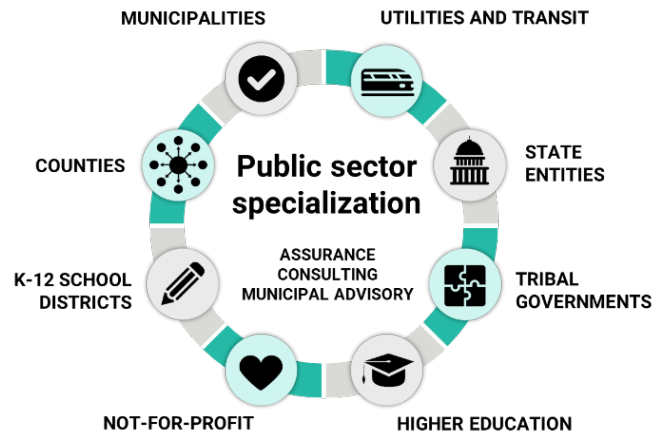 MUNICIPALITIES
UTILITIES AND TRANSIT
COUNTIES
Public sector
specialization
STATE
ENTITIES
K-12 SCHOOL
DISTRICTS
ASSURANCE
CONSULTING
MUNICIPAL ADVISORY
TRIBAL
GOVERNMENTS
NOT-FOR-PROFIT
HIGHER EDUCATION